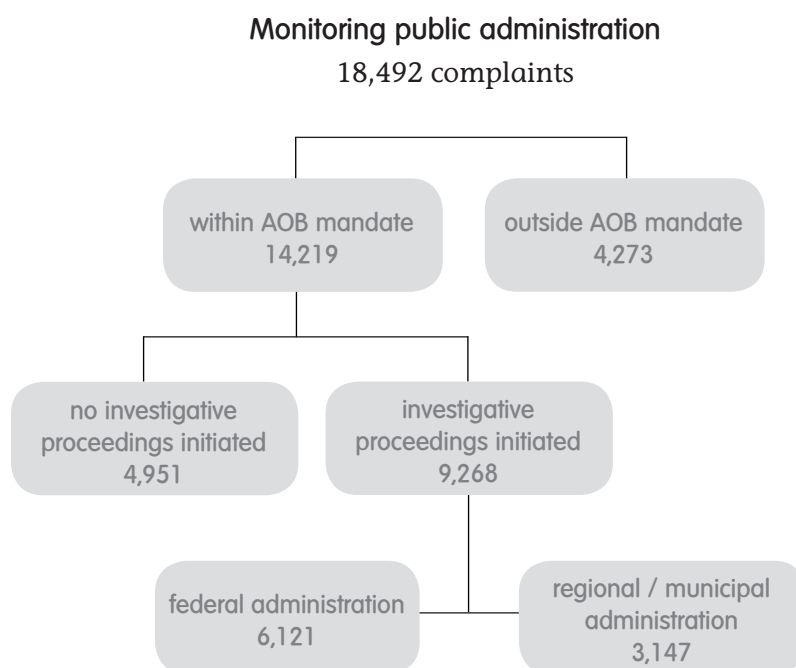 Monitoring public administration
18,492 complaints
within AOB mandate
14,219
outside AOB mandate
4,273
no investigative
proceedings initiated
4,951
investigative
proceedings initiated
9,268
federal administration
6,121
regional / municipal
administration
3,147